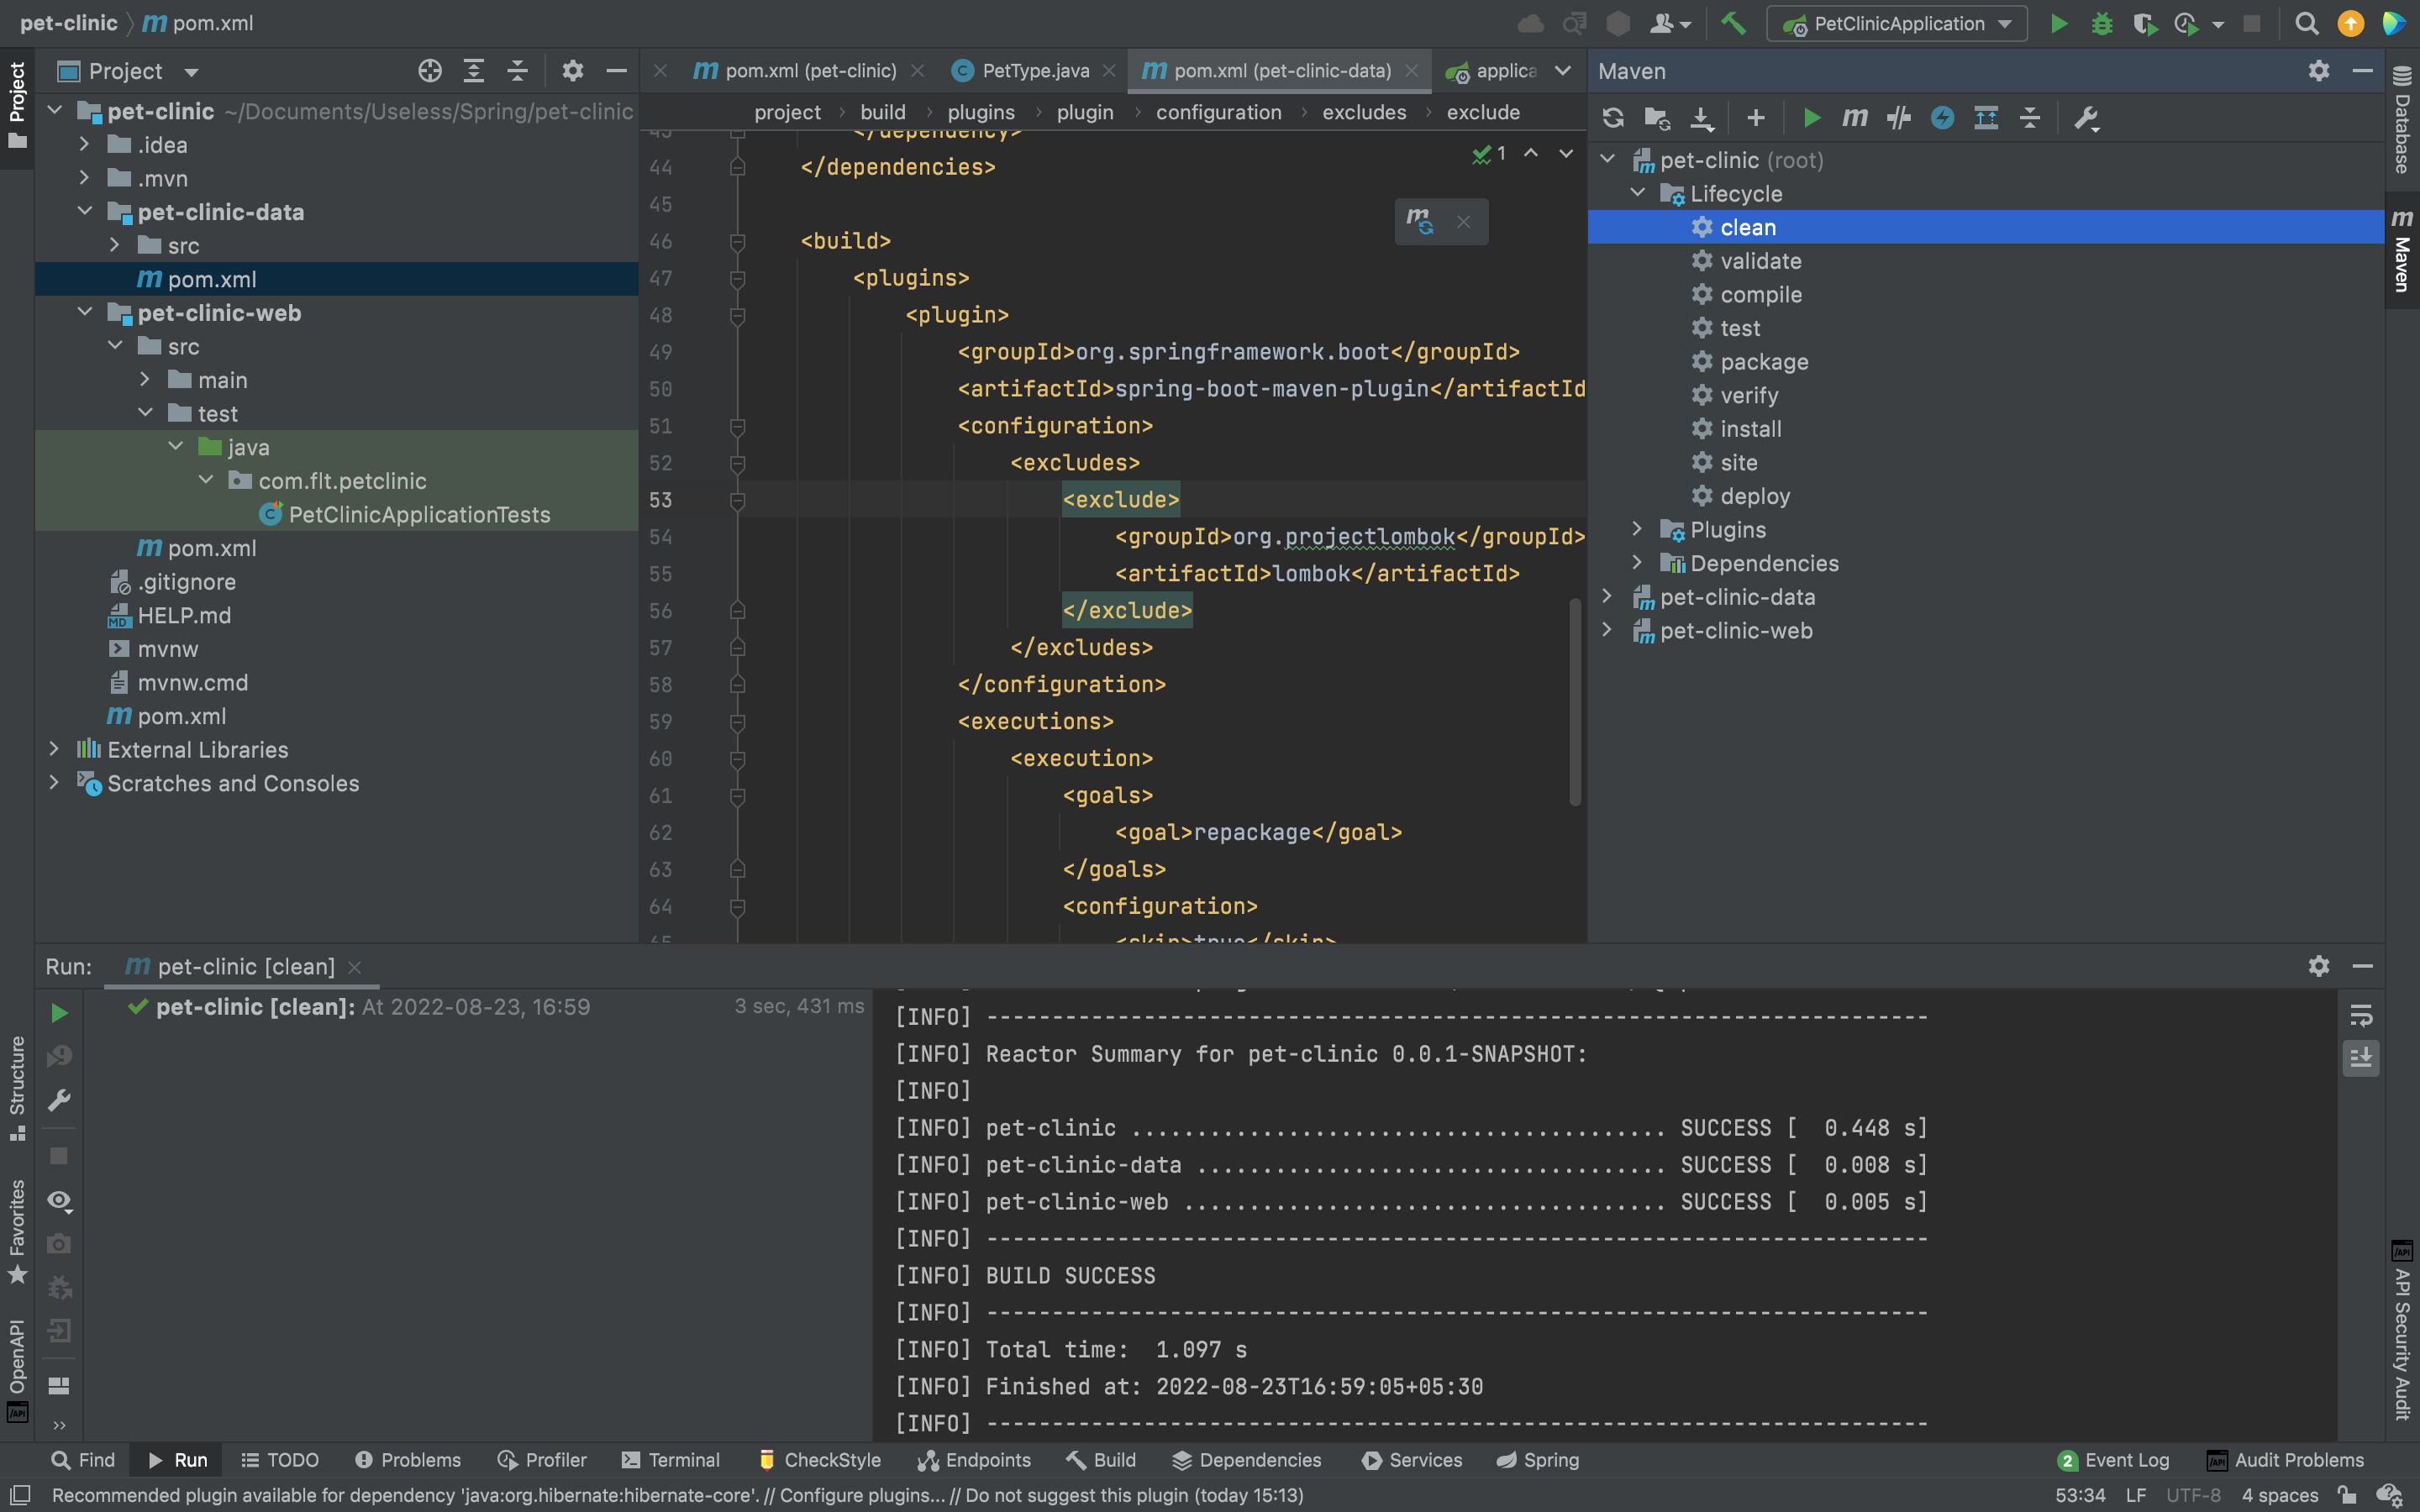 pet-clinic
pom.xml
PetClinicApplication
Project
Project
pet-clinic ~/Documents/Useless/Spring/pet-clinic
.idea
.mvn
pet-clinic-data
src
pom.xml
pet-clinic-web
src
main
test
java
com.flt.petclinic
PetClinicApplicationTests
pom.xml
.gitignore
HELP.md
mvnw
mvnw.cmd
pom.xml
External Libraries
Scratches and Consoles
pom.xml (pet-clinic)
PetType.java
pom.xml (pet-clinic-data)
applica
project
build
plugins
plugin
configuration
excludes
exclude
1
43 </dependency>
44 </dependencies>
45
46 <build>
47 <plugins>
48 <plugin>
49 <groupId>org.springframework.boot</groupId>
50 <artifactId>spring-boot-maven-plugin</artifactId
51 <configuration>
52 <excludes>
53 <exclude>
54 <groupId>org.projectlombok</groupId>
55 <artifactId>lombok</artifactId>
56 </exclude>
57 </excludes>
58 </configuration>
59 <executions>
60 <execution>
61 <goals>
62 <goal>repackage</goal>
63 </goals>
64 <configuration>
65 <skip>true</skip>
Maven
pet-clinic (root)
Lifecycle
clean
validate
compile
test
package
verify
install
site
deploy
Plugins
Dependencies
pet-clinic-data
pet-clinic-web
Database
Maven
Run:
pet-clinic [clean]
pet-clinic [clean]: At 2022-08-23, 16:59
3 sec, 431 ms
[INFO] ------------------------------------------------------------------------
[INFO] Reactor Summary for pet-clinic 0.0.1-SNAPSHOT:
[INFO]
[INFO] pet-clinic ......................................... SUCCESS [  0.448 s]
[INFO] pet-clinic-data .................................... SUCCESS [  0.008 s]
[INFO] pet-clinic-web ..................................... SUCCESS [  0.005 s]
[INFO] ------------------------------------------------------------------------
[INFO] BUILD SUCCESS
[INFO] ------------------------------------------------------------------------
[INFO] Total time:  1.097 s
[INFO] Finished at: 2022-08-23T16:59:05+05:30
[INFO] ------------------------------------------------------------------------
Structure
Favorites
OpenAPI
API Security Audit
Find
Run
TODO
Problems
Profiler
Terminal
CheckStyle
Endpoints
Build
Dependencies
Services
Spring
2 Event Log
Audit Problems
Recommended plugin available for dependency 'java:org.hibernate:hibernate-core'. // Configure plugins... // Do not suggest this plugin (today 15:13)
53:34
LF
UTF-8
4 spaces